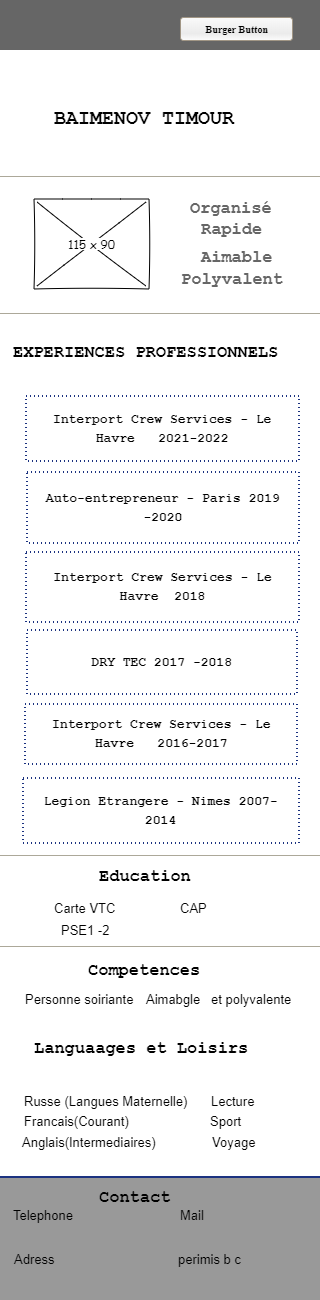 Burger Button
BAIMENOV TIMOUR
115 x 90
Organisé
Rapide
Aimable
Polyvalent
EXPERIENCES PROFESSIONNELS
Interport Crew Services - Le
Havre 2021-2022
Auto-entrepreneur - Paris 2019
-2020
Interport Crew Services - Le
Havre 2018
DRY TEC 2017 -2018
Interport Crew Services - Le
Havre 2016-2017
Legion Etrangere - Nimes 2007-
2014
Education
Carte VTC CAP
PSE1 -2
Competences
Personne soiriante Aimabgle et polyvalente
Languaages et Loisirs
Russe (Langues Maternelle) Lecture
Francais(Courant) Sport
Anglais(Intermediaires) Voyage
Contact
Telephone Mail
Adress perimis b c